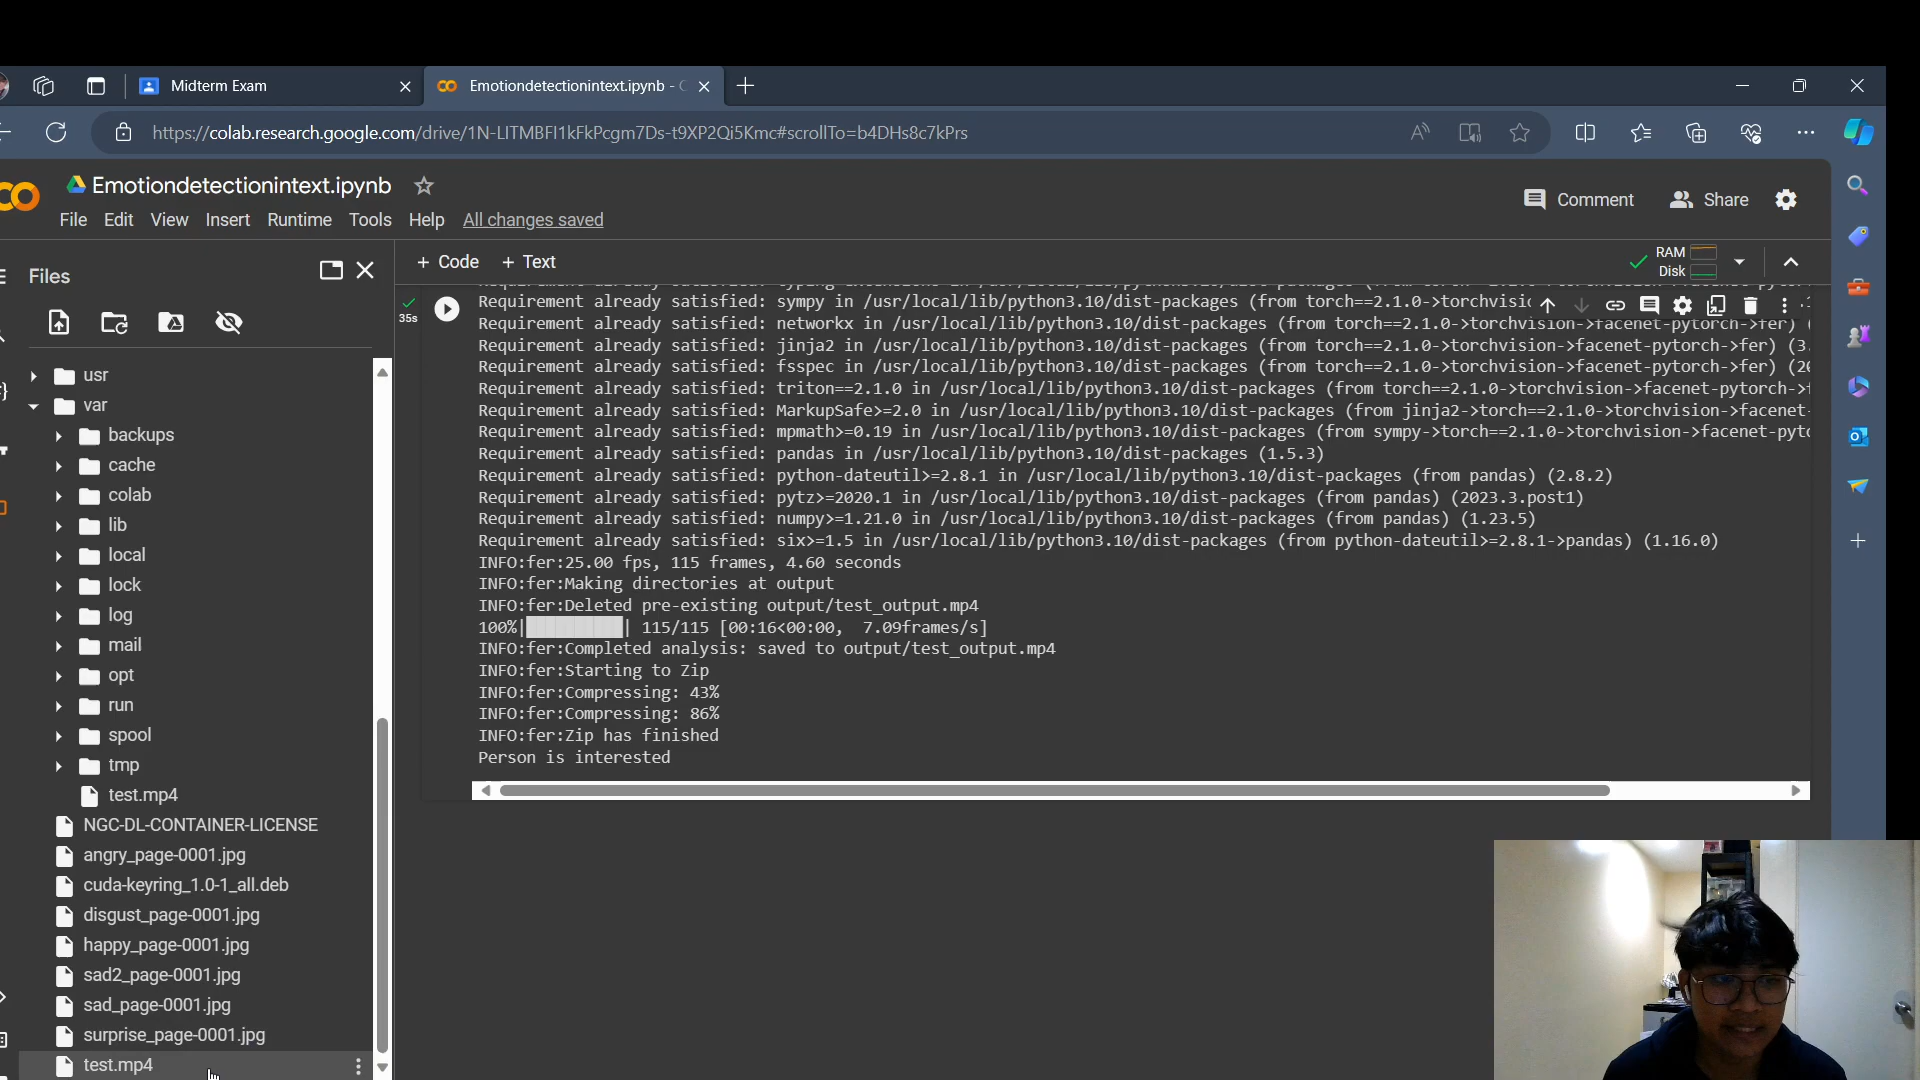 Midterm Exam
Emotiondetectionintext.ipynb - C
https://colab.research.google.com/drive/1N-LITMBFI1kFkPcgm7Ds-t9XP2Qi5Kmc#scrollTo=b4DHs8c7kPrs
Emotiondetectionintext.ipynb
File Edit View Insert Runtime Tools Help All changes saved
Comment
Share
Files
+ Code + Text
RAM
Disk
35s
usr
var
backups
cache
colab
lib
local
lock
log
mail
opt
run
spool
tmp
test.mp4
NGC-DL-CONTAINER-LICENSE
angry_page-0001.jpg
cuda-keyring_1.0-1_all.deb
disgust_page-0001.jpg
happy_page-0001.jpg
sad2_page-0001.jpg
sad_page-0001.jpg
surprise_page-0001.jpg
test.mp4
Requirement already satisfied: sympy in /usr/local/lib/python3.10/dist-packages (from torch==2.1.0->torchvisio
Requirement already satisfied: networkx in /usr/local/lib/python3.10/dist-packages (from torch==2.1.0->torchvision->facenet-pytorch->fer) (
Requirement already satisfied: jinja2 in /usr/local/lib/python3.10/dist-packages (from torch==2.1.0->torchvision->facenet-pytorch->fer) (3.
Requirement already satisfied: fsspec in /usr/local/lib/python3.10/dist-packages (from torch==2.1.0->torchvision->facenet-pytorch->fer) (20
Requirement already satisfied: triton==2.1.0 in /usr/local/lib/python3.10/dist-packages (from torch==2.1.0->torchvision->facenet-pytorch->f
Requirement already satisfied: MarkupSafe>=2.0 in /usr/local/lib/python3.10/dist-packages (from jinja2->torch==2.1.0->torchvision->facenet-
Requirement already satisfied: mpmath>=0.19 in /usr/local/lib/python3.10/dist-packages (from sympy->torch==2.1.0->torchvision->facenet-pyto
Requirement already satisfied: pandas in /usr/local/lib/python3.10/dist-packages (1.5.3)
Requirement already satisfied: python-dateutil>=2.8.1 in /usr/local/lib/python3.10/dist-packages (from pandas) (2.8.2)
Requirement already satisfied: pytz>=2020.1 in /usr/local/lib/python3.10/dist-packages (from pandas) (2023.3.post1)
Requirement already satisfied: numpy>=1.21.0 in /usr/local/lib/python3.10/dist-packages (from pandas) (1.23.5)
Requirement already satisfied: six>=1.5 in /usr/local/lib/python3.10/dist-packages (from python-dateutil>=2.8.1->pandas) (1.16.0)
INFO:fer:25.00 fps, 115 frames, 4.60 seconds
INFO:fer:Making directories at output
INFO:fer:Deleted pre-existing output/test_output.mp4
100%|██████████| 115/115 [00:16<00:00, 7.09frames/s]
INFO:fer:Completed analysis: saved to output/test_output.mp4
INFO:fer:Starting to Zip
INFO:fer:Compressing: 43%
INFO:fer:Compressing: 86%
INFO:fer:Zip has finished
Person is interested